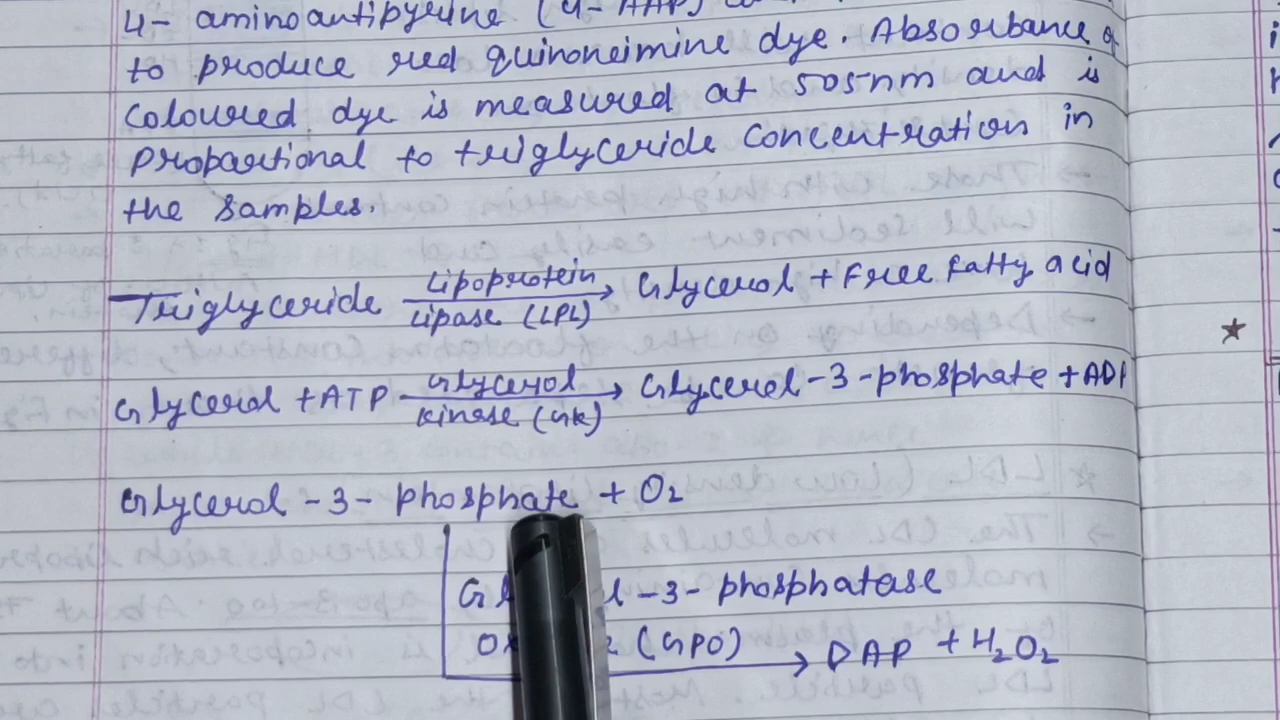 4- aminoantipyrine (4- AAP)
to produce red quinoneimine dye. Absorbance of
coloured dye is measured at 505nm and is
proportional to triglyceride concentration in
the samples.
Triglyceride Lipoprotein Lipase (LPL) → Glycerol + Free fatty acid
Glycerol + ATP Glycerol kinase (GK) → Glycerol-3-phosphate + ADP
Glycerol -3- phosphate + O₂
-3- phosphatase
(GPO) → DAP + H₂O₂